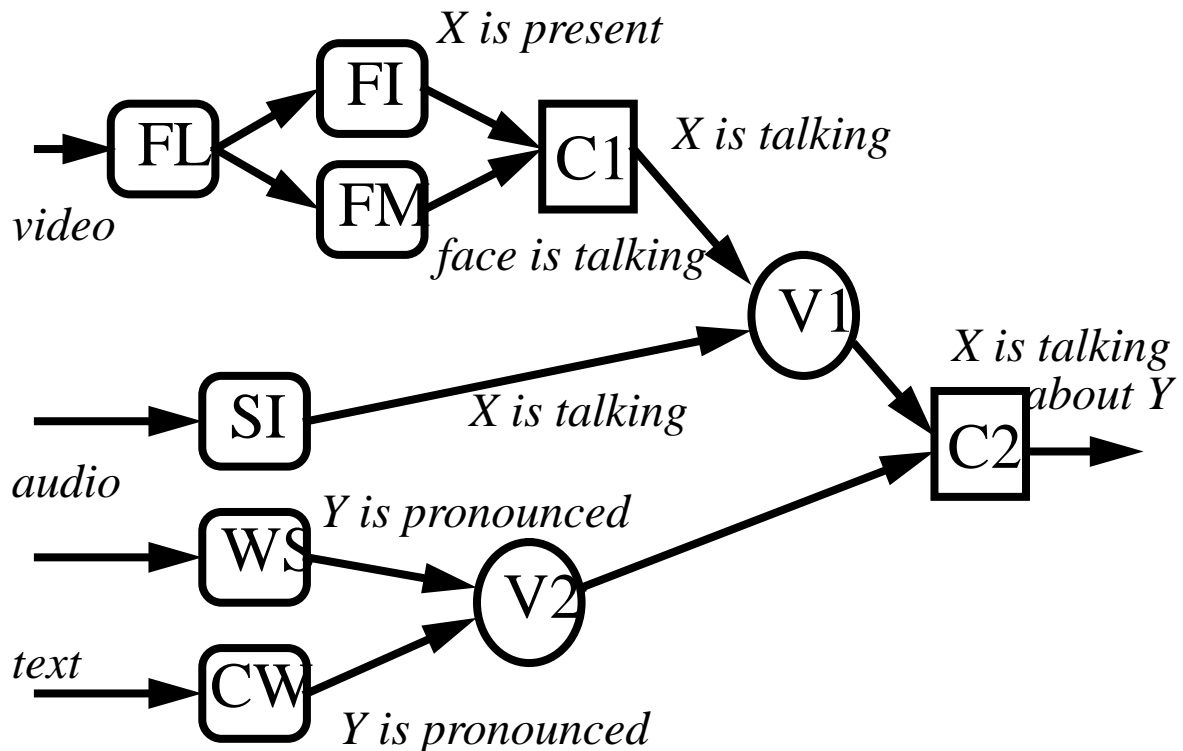 X is present
FI
FL
C1
X is talking
FM
video
face is talking
V1
X is talking
about Y
SI
X is talking
C2
audio
Y is pronounced
WS
V2
text
CW
Y is pronounced